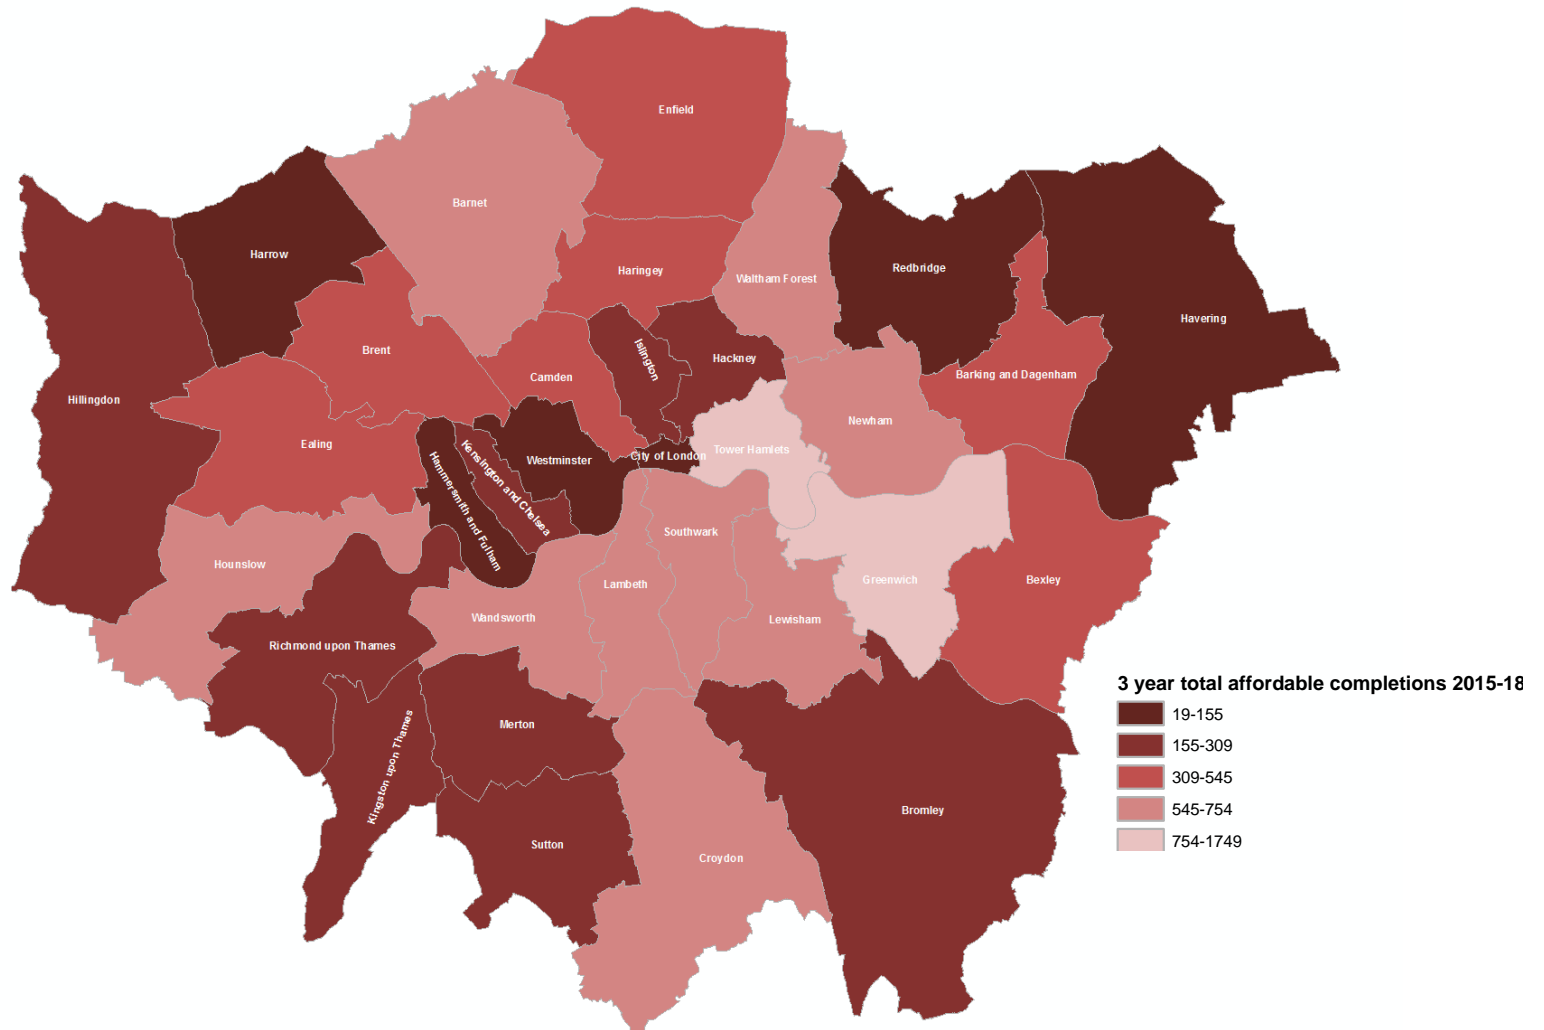 Enfield
Barnet
Harrow
Redbridge
Haringey
Waltham Forest
Havering
Brent
Islington
Hackney
Camden
Barking and Dagenham
Hillingdon
Newham
Ealing
Tower Hamlets
City of London
Westminster
Kensington and Chelsea
Hammersmith and Fulham
Southwark
Hounslow
Lambeth
Greenwich
Bexley
Wandsworth
Lewisham
Richmond upon Thames
Merton
Kingston upon Thames
Bromley
Sutton
Croydon
3 year total affordable completions 2015-18
19-155
155-309
309-545
545-754
754-1749